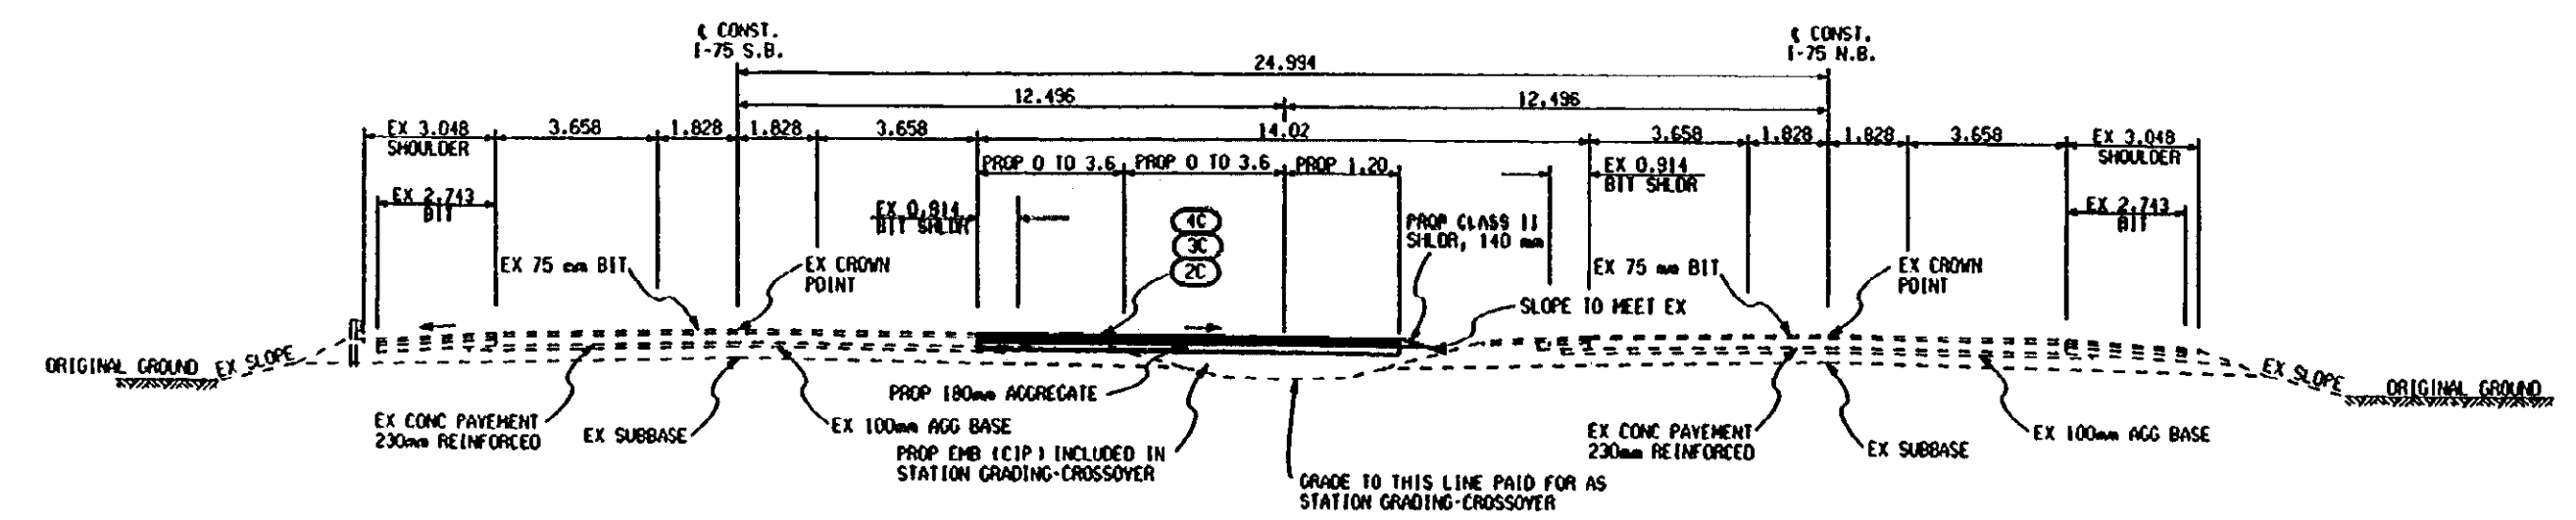 ℄ CONST.
I-75 S.B.
℄ CONST.
I-75 N.B.
24.994
12.496
12.496
EX 3.048
SHOULDER
3.658
1.828
1.828
3.658
14.02
3.658
1.828
1.828
3.658
EX 3.048
SHOULDER
PROP 0 TO 3.6
PROP 0 TO 3.6
PROP 1.20
EX 0.914
BIT SHLDR
EX 2.743
BIT
EX 0.914
BIT SHLDR
4C
3C
2C
PROP CLASS II
SHLDR, 140 mm
EX 2.743
BIT
EX 75 mm BIT
EX CROWN
POINT
EX 75 mm BIT
EX CROWN
POINT
SLOPE TO MEET EX
ORIGINAL GROUND
EX SLOPE
EX SLOPE
ORIGINAL GROUND
PROP 180mm AGGREGATE
EX CONC PAVEMENT
230mm REINFORCED
EX SUBBASE
EX 100mm AGG BASE
PROP EMB (CIP) INCLUDED IN
STATION GRADING-CROSSOVER
GRADE TO THIS LINE PAID FOR AS
STATION GRADING-CROSSOVER
EX CONC PAVEMENT
230mm REINFORCED
EX SUBBASE
EX 100mm AGG BASE